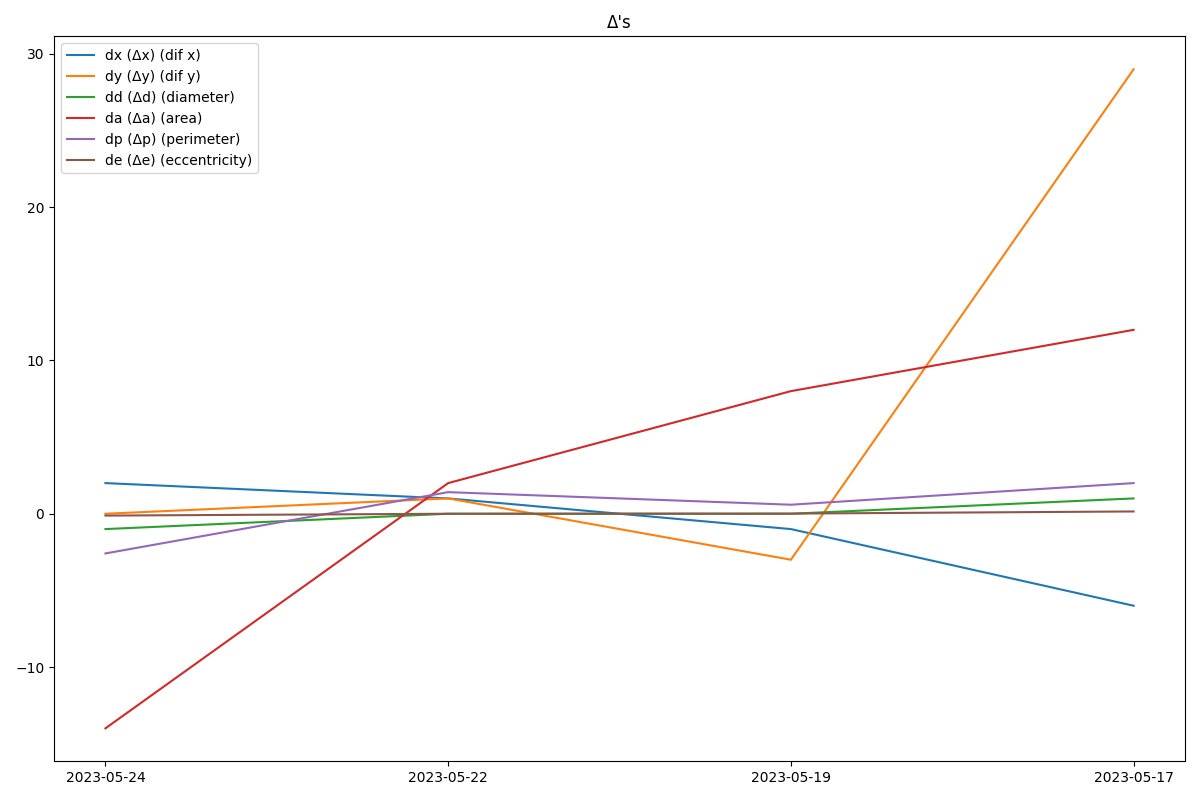 Δ's
dx (Δx) (dif x)
dy (Δy) (dif y)
dd (Δd) (diameter)
da (Δa) (area)
dp (Δp) (perimeter)
de (Δe) (eccentricity)
30
20
10
0
−10
2023-05-24
2023-05-22
2023-05-19
2023-05-17